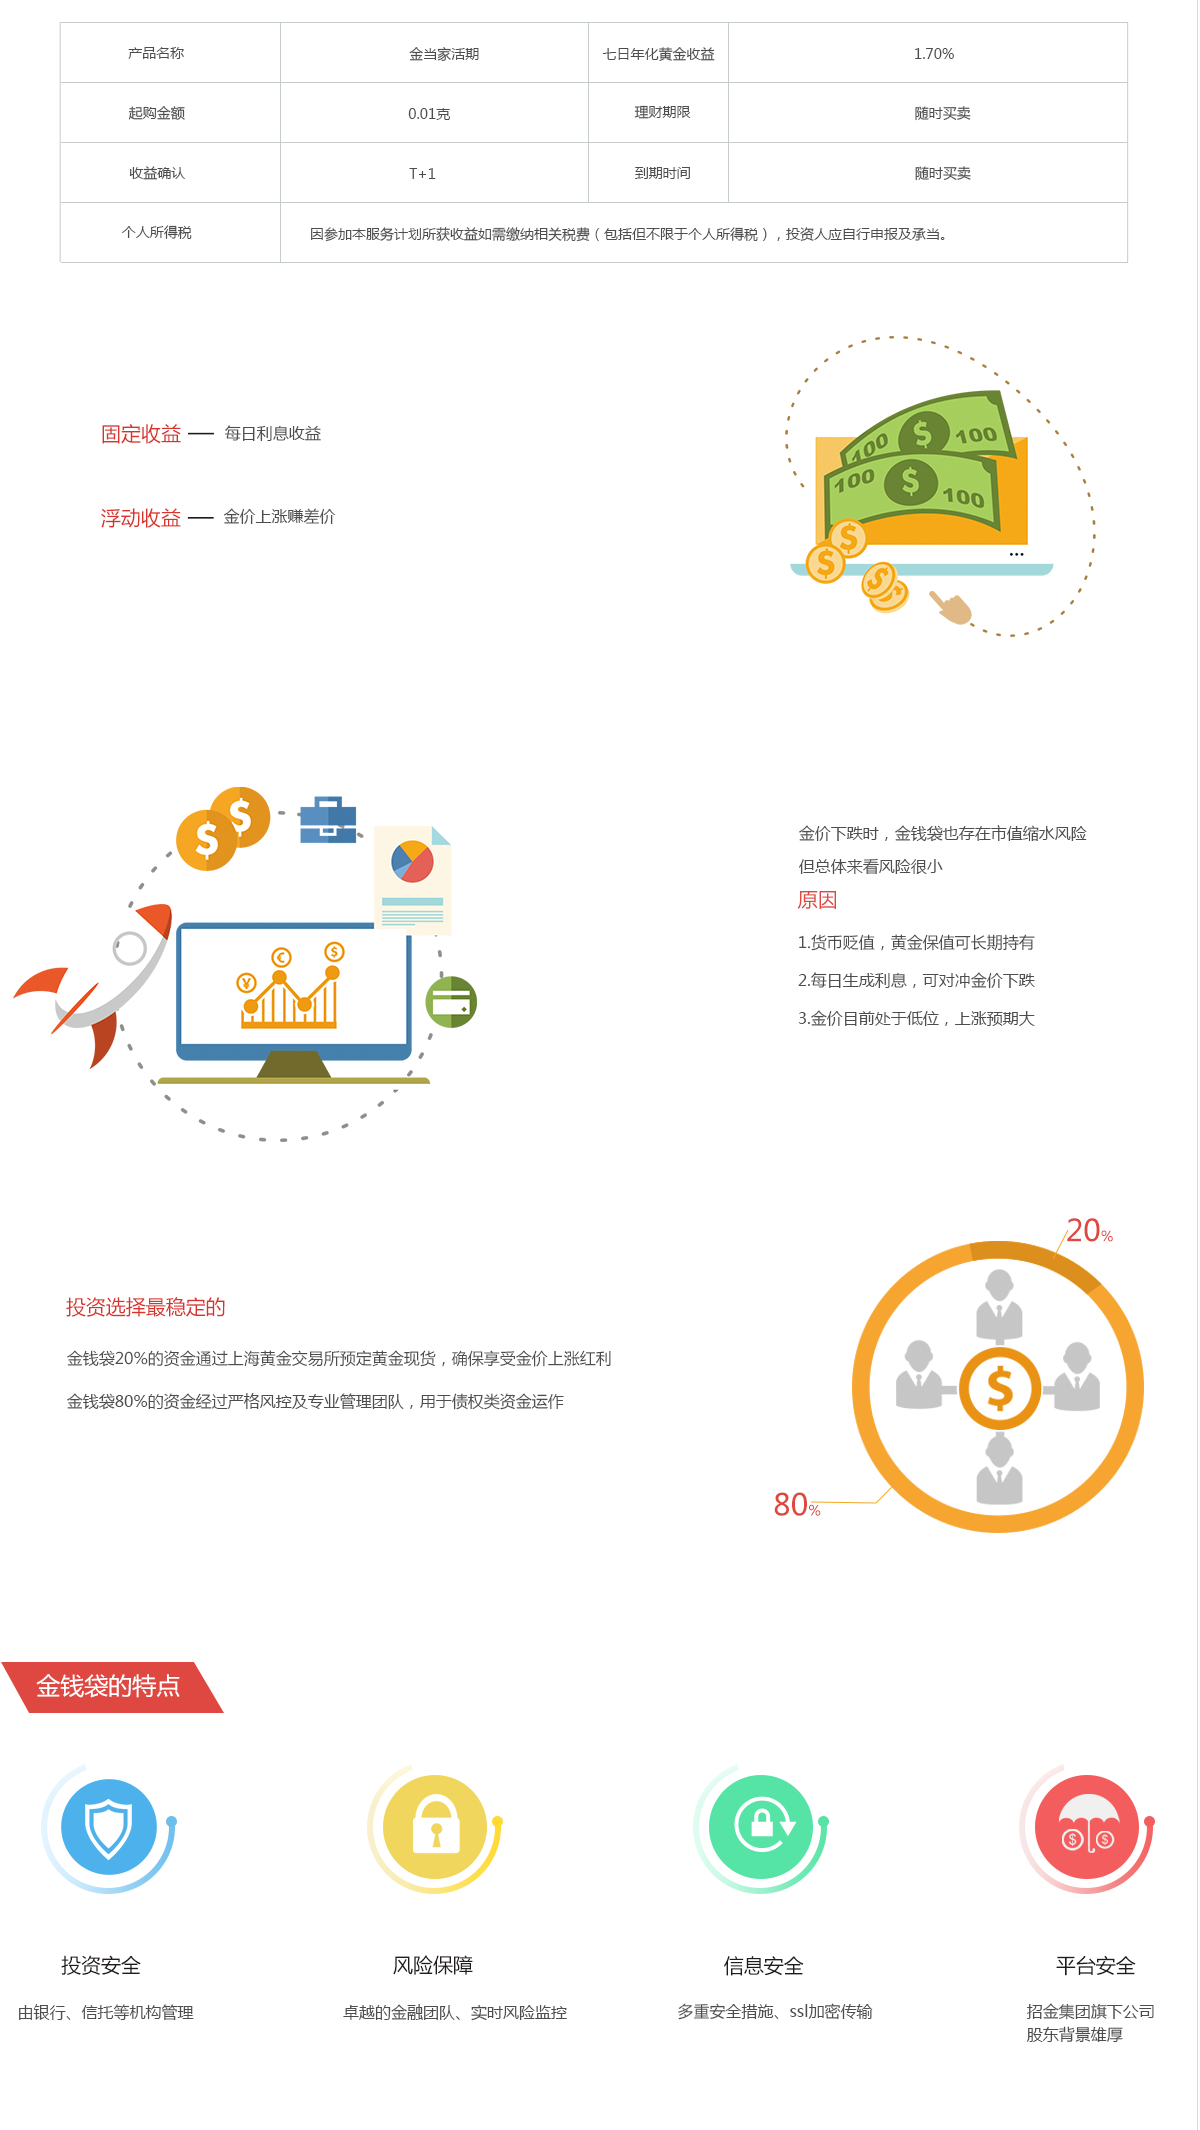 产品名称 金当家活期 七日年化黄金收益 1.70%
起购金额 0.01克 理财期限 随时买卖
收益确认 T+1 到期时间 随时买卖
个人所得税 因参加本服务计划所获收益如需缴纳相关税费（包括但不限于个人所得税），投资人应自行申报及承当。
100 $ 100
100 $ 100
固定收益 — 每日利息收益
浮动收益 — 金价上涨赚差价
$
$
...
$
$
金价下跌时，金钱袋也存在市值缩水风险
但总体来看风险很小
原因
1.货币贬值，黄金保值可长期持有
2.每日生成利息，可对冲金价下跌
3.金价目前处于低位，上涨预期大
¥ € $
20%
投资选择最稳定的
金钱袋20%的资金通过上海黄金交易所预定黄金现货，确保享受金价上涨红利
金钱袋80%的资金经过严格风控及专业管理团队，用于债权类资金运作
$
80%
金钱袋的特点
$ $
投资安全 风险保障 信息安全 平台安全
由银行、信托等机构管理 卓越的金融团队、实时风险监控 多重安全措施、ssl加密传输 招金集团旗下公司
股东背景雄厚